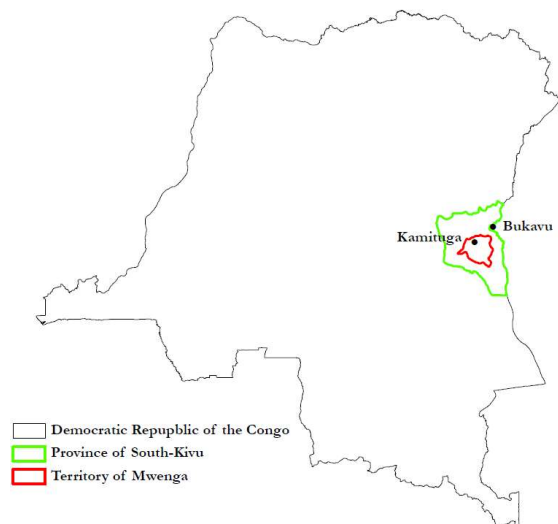 Bukavu
Kamituga
Democratic Repupblic of the Congo
Province of South-Kivu
Territory of Mwenga